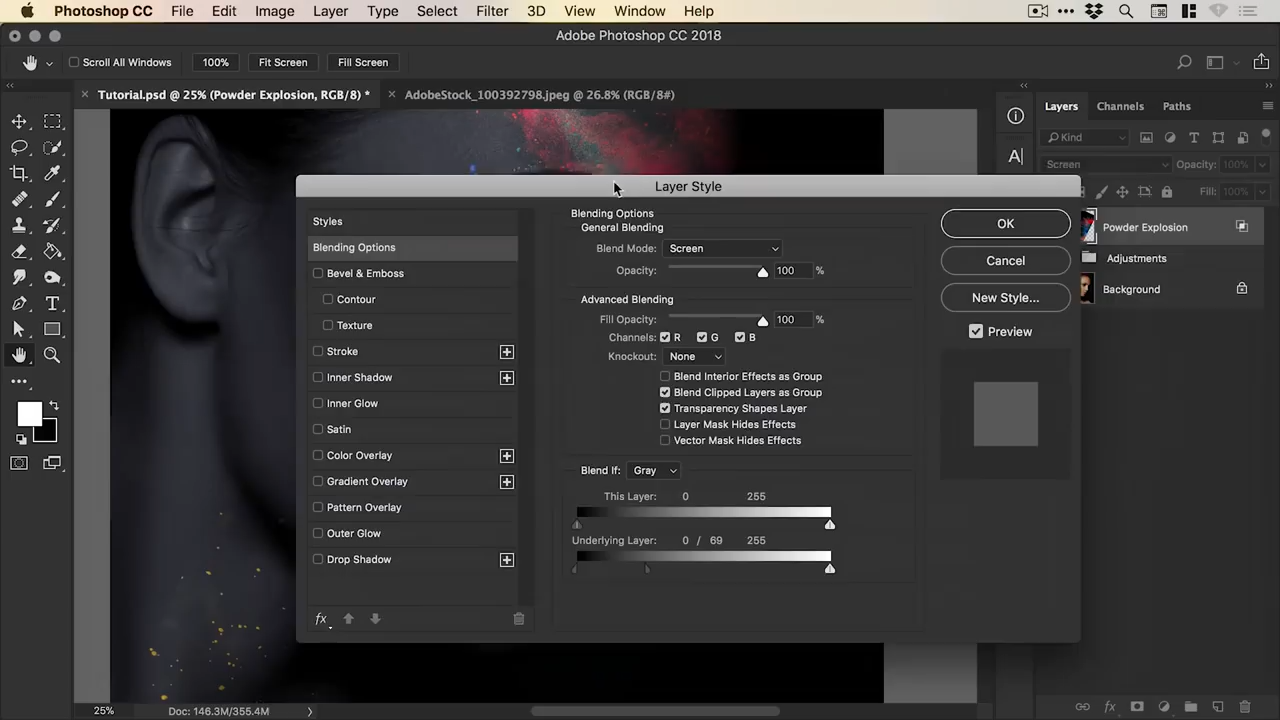 Photoshop CC File Edit Image Layer Type Select Filter 3D View Window Help
Adobe Photoshop CC 2018
Scroll All Windows 100% Fit Screen Fill Screen
Tutorial.psd @ 25% (Powder Explosion, RGB/8) * AdobeStock_100392798.jpeg @ 26.8% (RGB/8#)
Layers Channels Paths
Kind
Screen Opacity: 100%
Fill: 100%
Powder Explosion
Adjustments
Background
Layer Style
Styles
Blending Options
Bevel & Emboss
Contour
Texture
Stroke
Inner Shadow
Inner Glow
Satin
Color Overlay
Gradient Overlay
Pattern Overlay
Outer Glow
Drop Shadow
fx
Blending Options
General Blending
Blend Mode: Screen
Opacity: 100 %
Advanced Blending
Fill Opacity: 100 %
Channels: R G B
Knockout: None
Blend Interior Effects as Group
Blend Clipped Layers as Group
Transparency Shapes Layer
Layer Mask Hides Effects
Vector Mask Hides Effects
Blend If: Gray
This Layer: 0 255
Underlying Layer: 0 / 69 255
OK
Cancel
New Style...
Preview
25% Doc: 146.3M/355.4M
fx